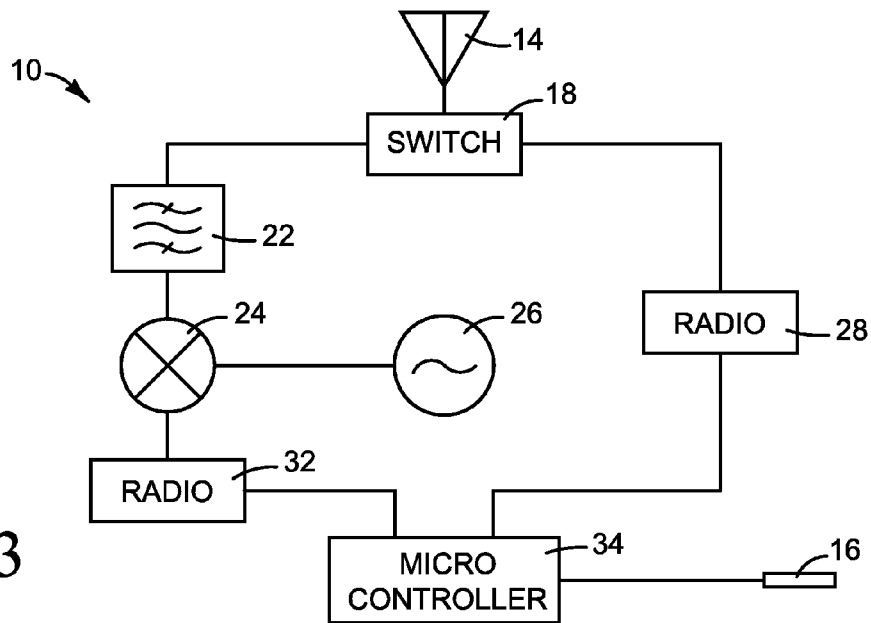 14
10
18
SWITCH
22
24
26
RADIO
28
32
RADIO
34
MICRO
CONTROLLER
16
3